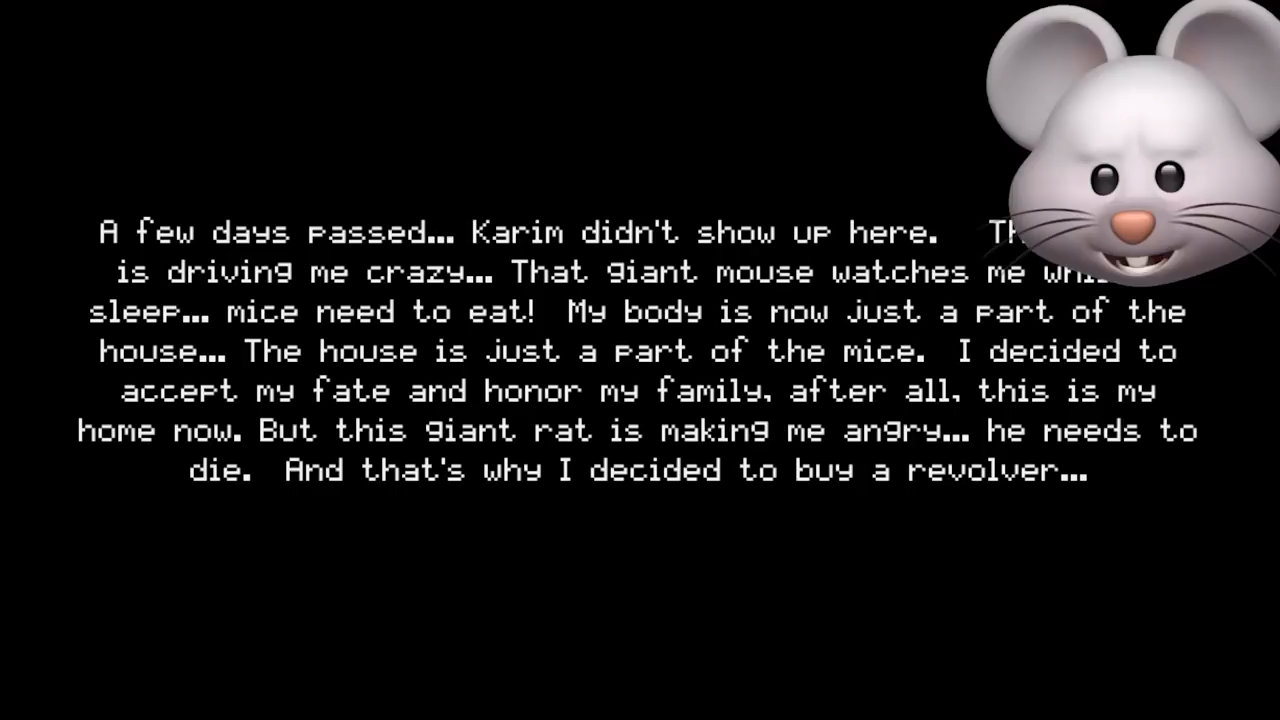 A few days passed... Karim didn't show up here.
is driving me crazy... That giant mouse watches me
sleep... mice need to eat!  My body is now just a part of the
house... The house is just a part of the mice.  I decided to
accept my fate and honor my family, after all, this is my
home now. But this giant rat is making me angry... he needs to
die.  And that's why I decided to buy a revolver...